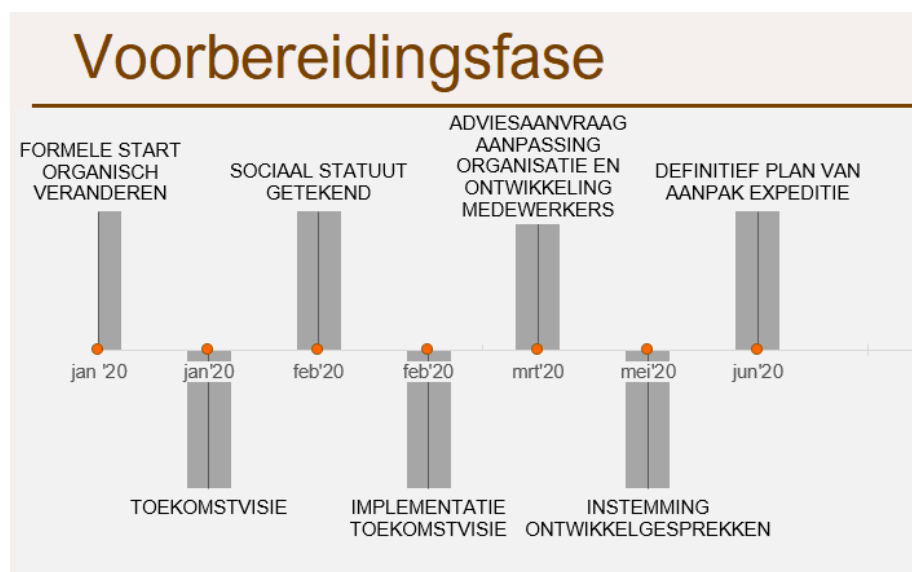 Voorbereidingsfase
FORMELE START
ORGANISCH
VERANDEREN
SOCIAAL STATUUT
GETEKEND
ADVIESAANVRAAG
AANPASSING
ORGANISATIE EN
ONTWIKKELING
MEDEWERKERS
DEFINITIEF PLAN VAN
AANPAK EXPEDITIE
jan '20
jan'20
feb'20
feb'20
mrt'20
mei'20
jun'20
TOEKOMSTVISIE
IMPLEMENTATIE
TOEKOMSTVISIE
INSTEMMING
ONTWIKKELGESPREKKEN